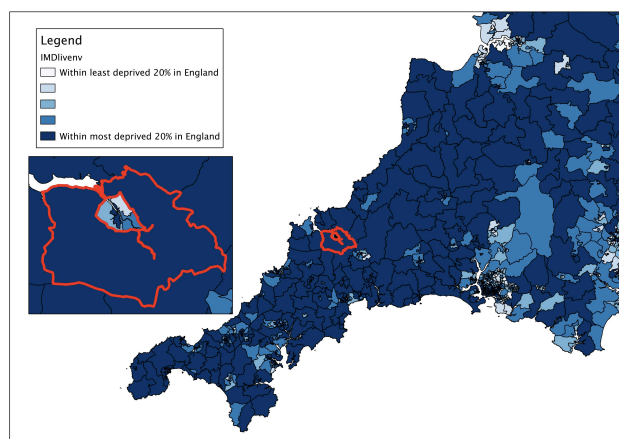 Legend
IMDlivenv
Within least deprived 20% in England
Within most deprived 20% in England